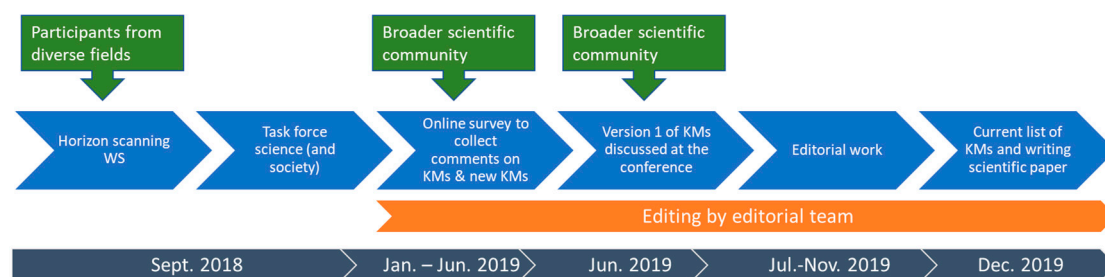 Participants from
diverse fields
Broader scientific
community
Broader scientific
community
Horizon scanning
WS
Task force
science (and
society)
Online survey to
collect
comments on
KMs & new KMs
Version 1 of KMs
discussed at the
conference
Editorial work
Current list of
KMs and writing
scientific paper
Editing by editorial team
Sept. 2018
Jan. – Jun. 2019
Jun. 2019
Jul.-Nov. 2019
Dec. 2019